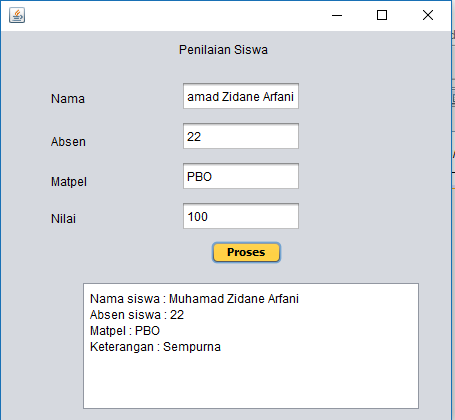 Penilaian Siswa
Nama amad Zidane Arfani
Absen 22
Matpel PBO
Nilai 100
Proses
Nama siswa : Muhamad Zidane Arfani
Absen siswa : 22
Matpel : PBO
Keterangan : Sempurna